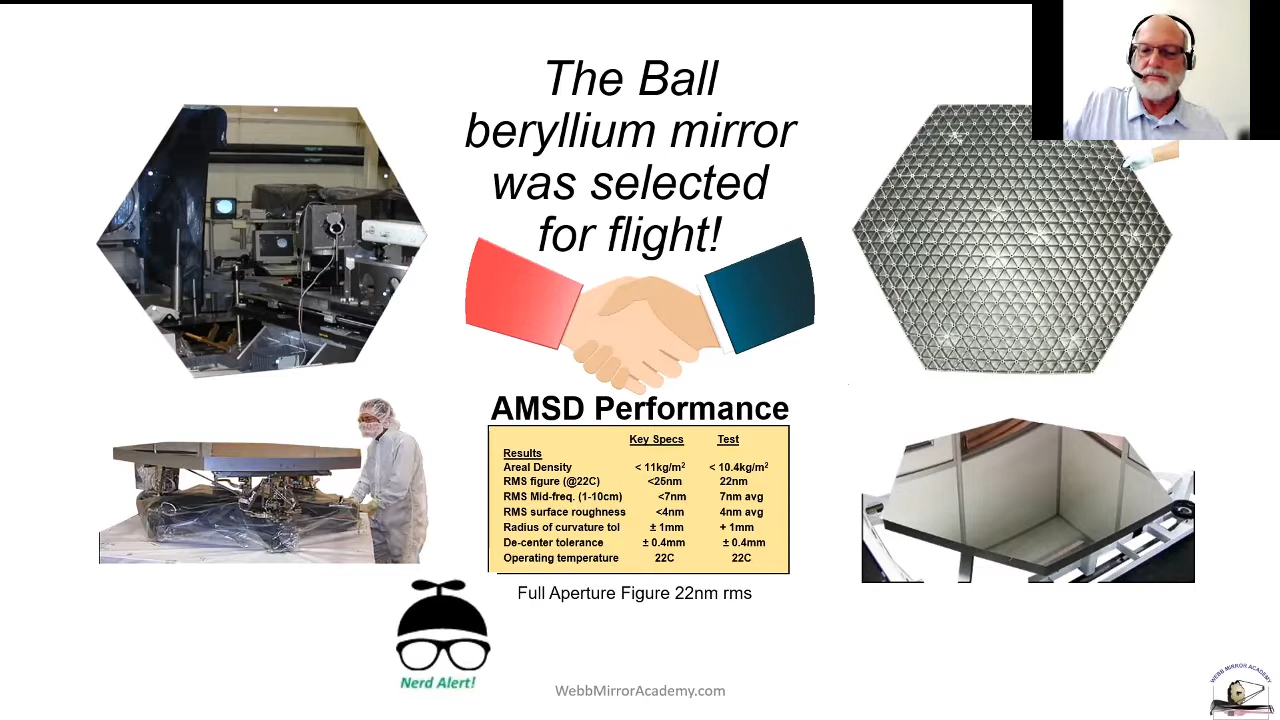 The Ball
beryllium mirror
was selected
for flight!
AMSD Performance
Key Specs Test
Results
Areal Density < 11kg/m² < 10.4kg/m²
RMS figure (@22C) <25nm 22nm
RMS Mid-freq. (1-10cm) <7nm 7nm avg
RMS surface roughness <4nm 4nm avg
Radius of curvature tol ± 1mm + 1mm
De-center tolerance ± 0.4mm ± 0.4mm
Operating temperature 22C 22C
Full Aperture Figure 22nm rms
Nerd Alert!
WebbMirrorAcademy.com
WEBB MIRROR ACADEMY